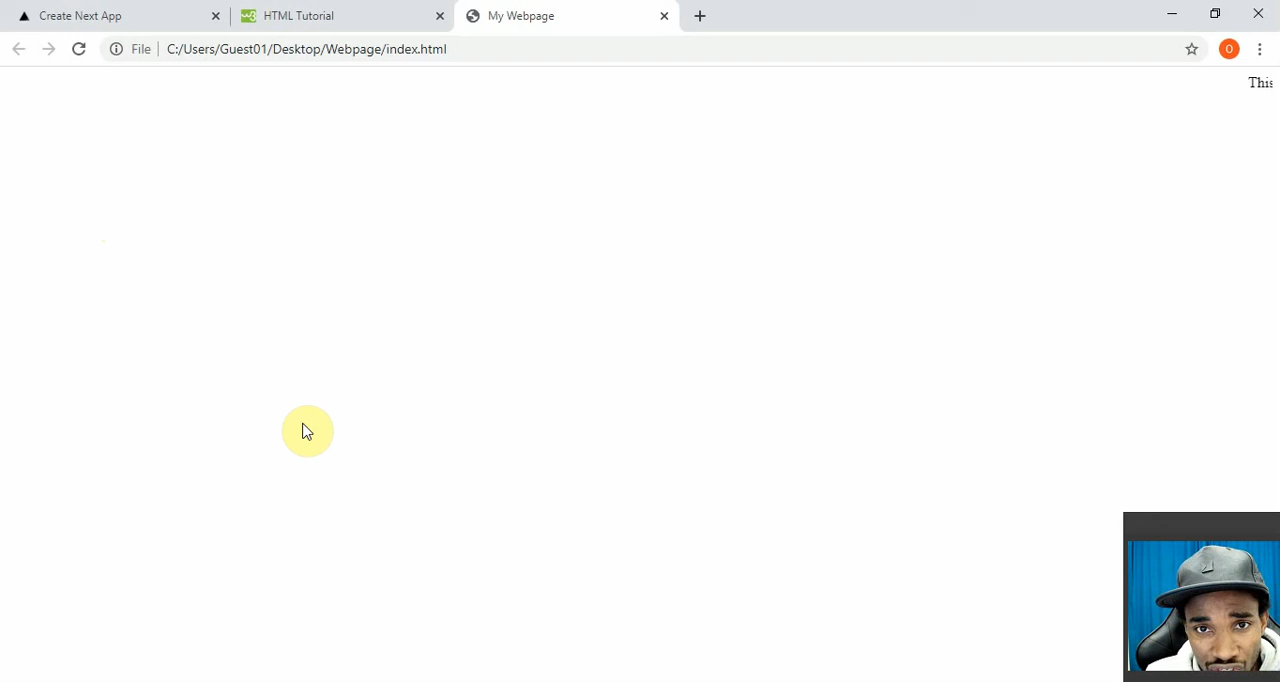 Create Next App
HTML Tutorial
My Webpage
File
C:/Users/Guest01/Desktop/Webpage/index.html
O
This